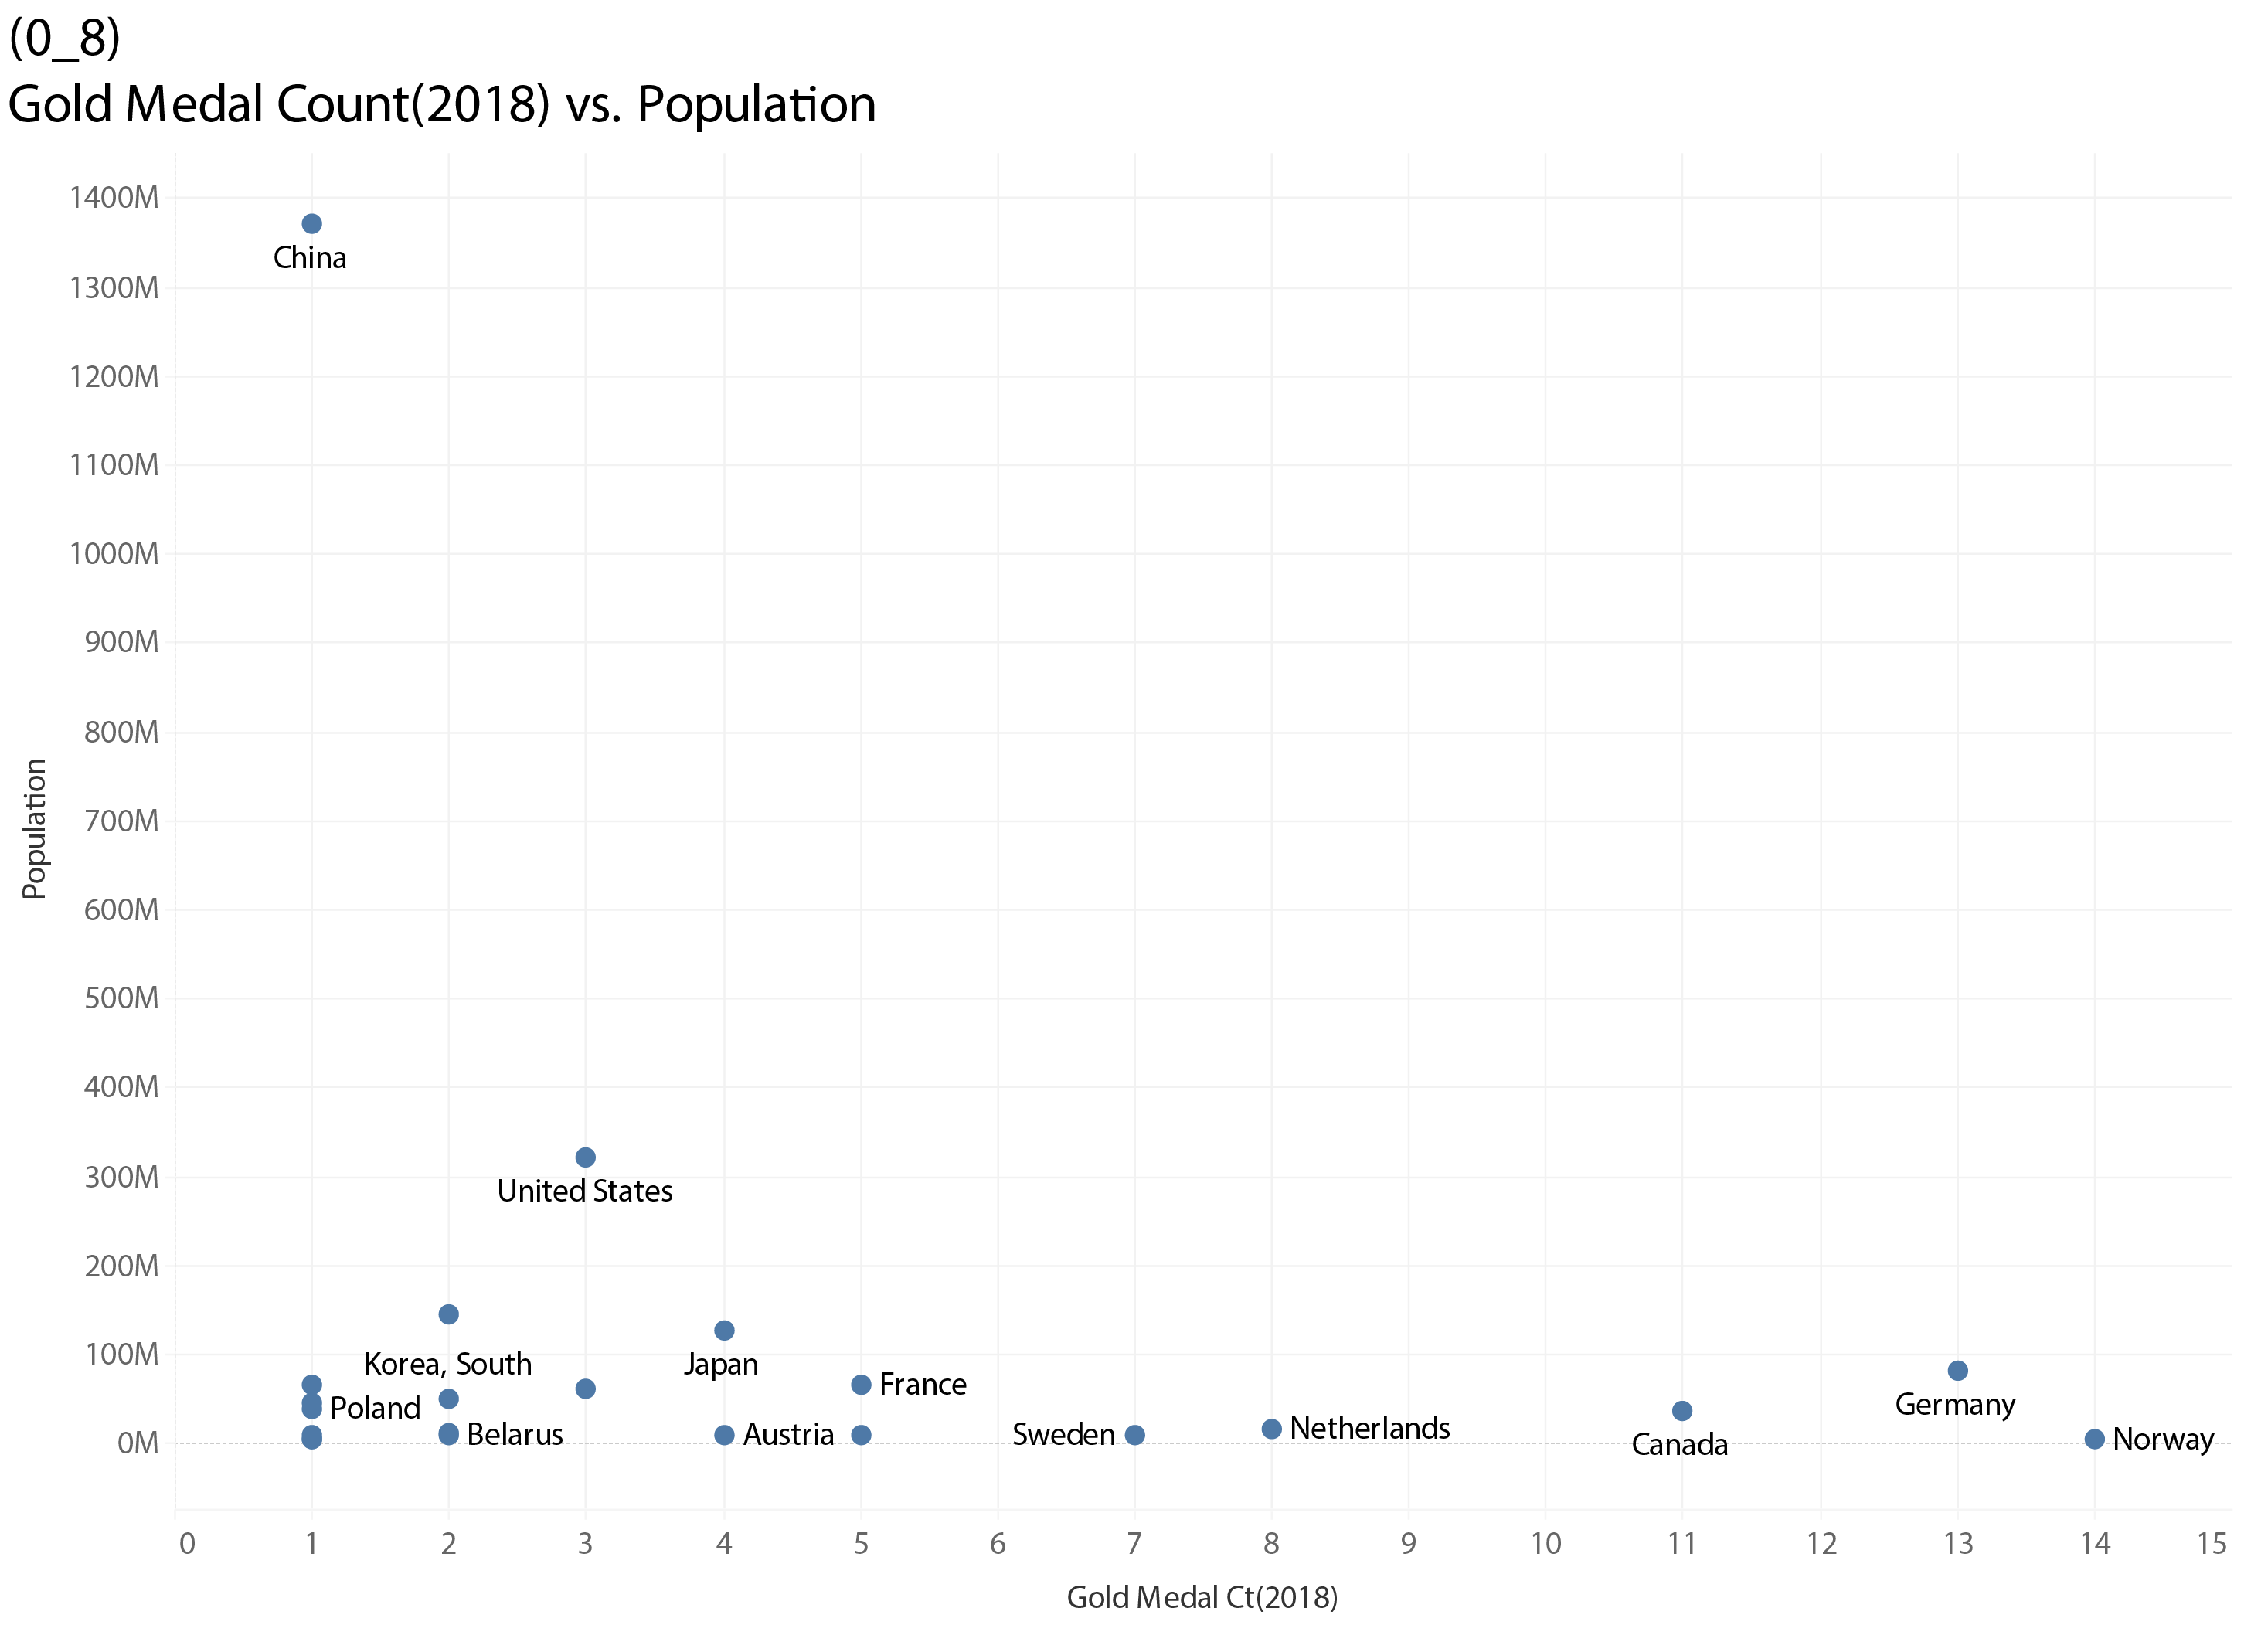 (0_8)
Gold Medal Count(2018) vs. Population
1400M
China
1300M
1200M
1100M
1000M
900M
800M
Population
700M
600M
500M
400M
300M
United States
200M
100M
Korea, South
Japan
France
Poland
Germany
0M
Belarus
Austria
Sweden
Netherlands
Canada
Norway
0 1 2 3 4 5 6 7 8 9 10 11 12 13 14 15
Gold Medal Ct(2018)